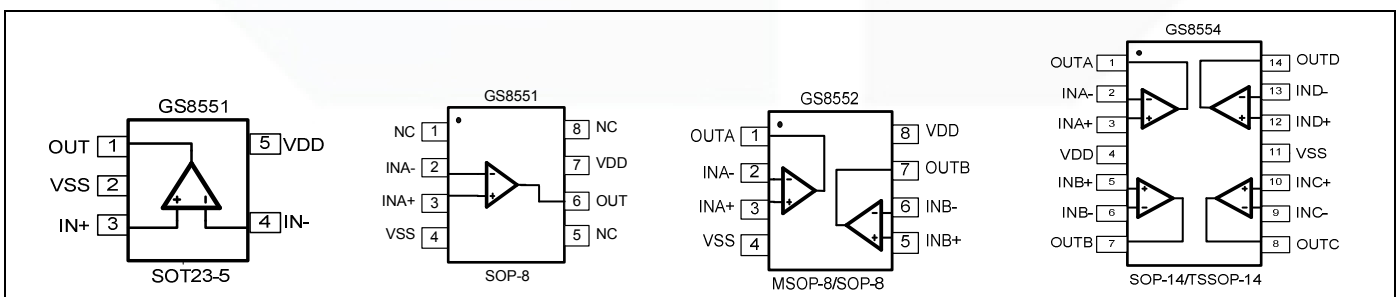 GS8551
OUT 1
5 VDD
VSS 2
IN+ 3
4 IN-
+ -
SOT23-5
GS8551
NC 1
8 NC
INA- 2
7 VDD
INA+ 3
6 OUT
VSS 4
5 NC
-
+
SOP-8
GS8552
OUTA 1
8 VDD
INA- 2
7 OUTB
INA+ 3
6 INB-
VSS 4
5 INB+
-
+
-
+
MSOP-8/SOP-8
GS8554
OUTA 1
14 OUTD
INA- 2
13 IND-
INA+ 3
12 IND+
VDD 4
11 VSS
INB+ 5
10 INC+
INB- 6
9 INC-
OUTB 7
8 OUTC
- -
+ +
+ +
- -
SOP-14/TSSOP-14